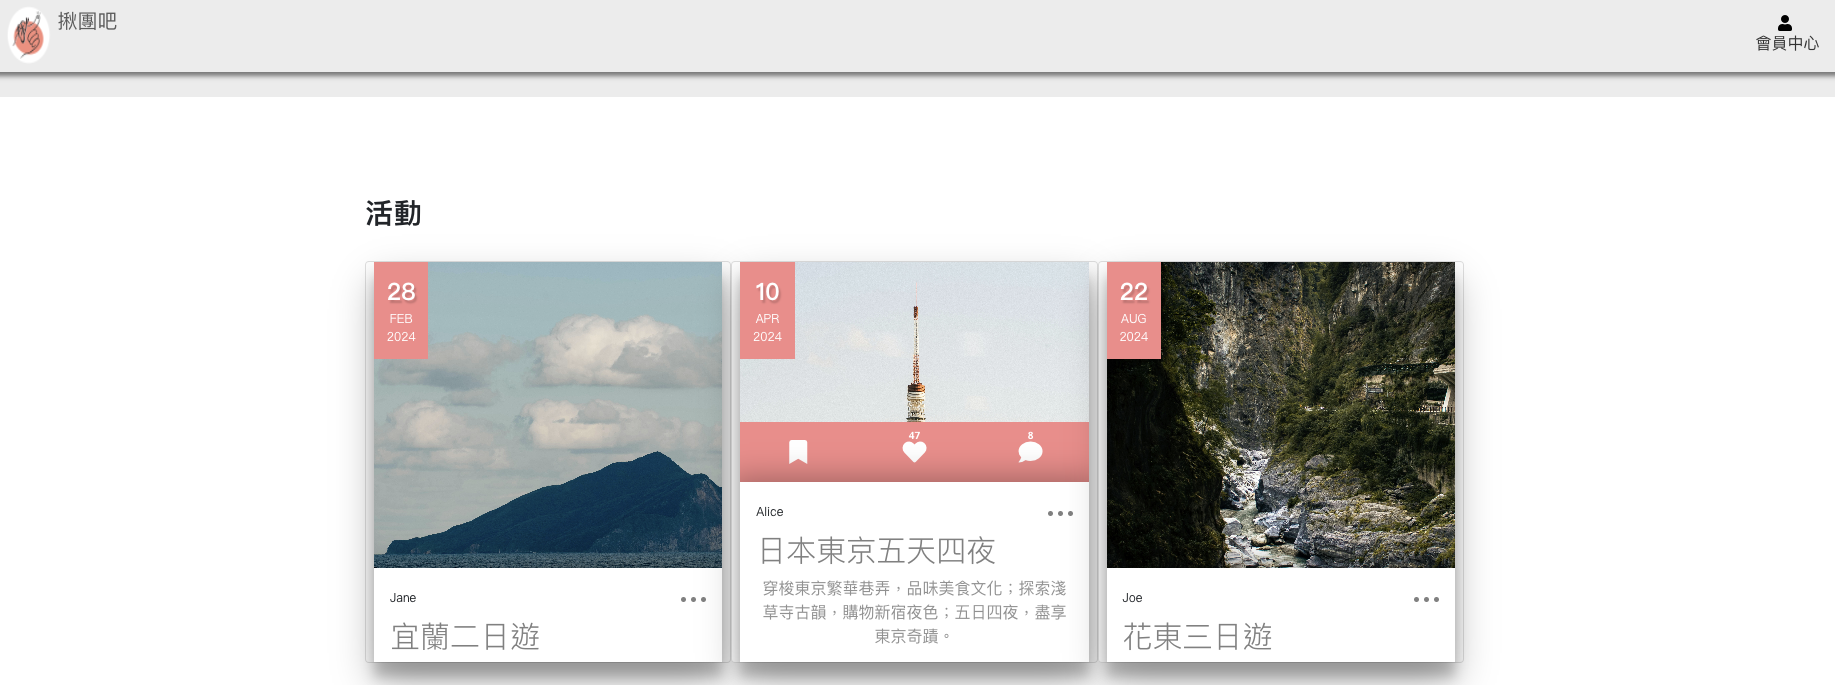 揪團吧
會員中心
活動
28
FEB
2024
Jane
宜蘭二日遊
10
APR
2024
47
8
Alice
日本東京五天四夜
穿梭東京繁華巷弄，品味美食文化；探索淺
草寺古韻，購物新宿夜色；五日四夜，盡享
東京奇蹟。
22
AUG
2024
Joe
花東三日遊